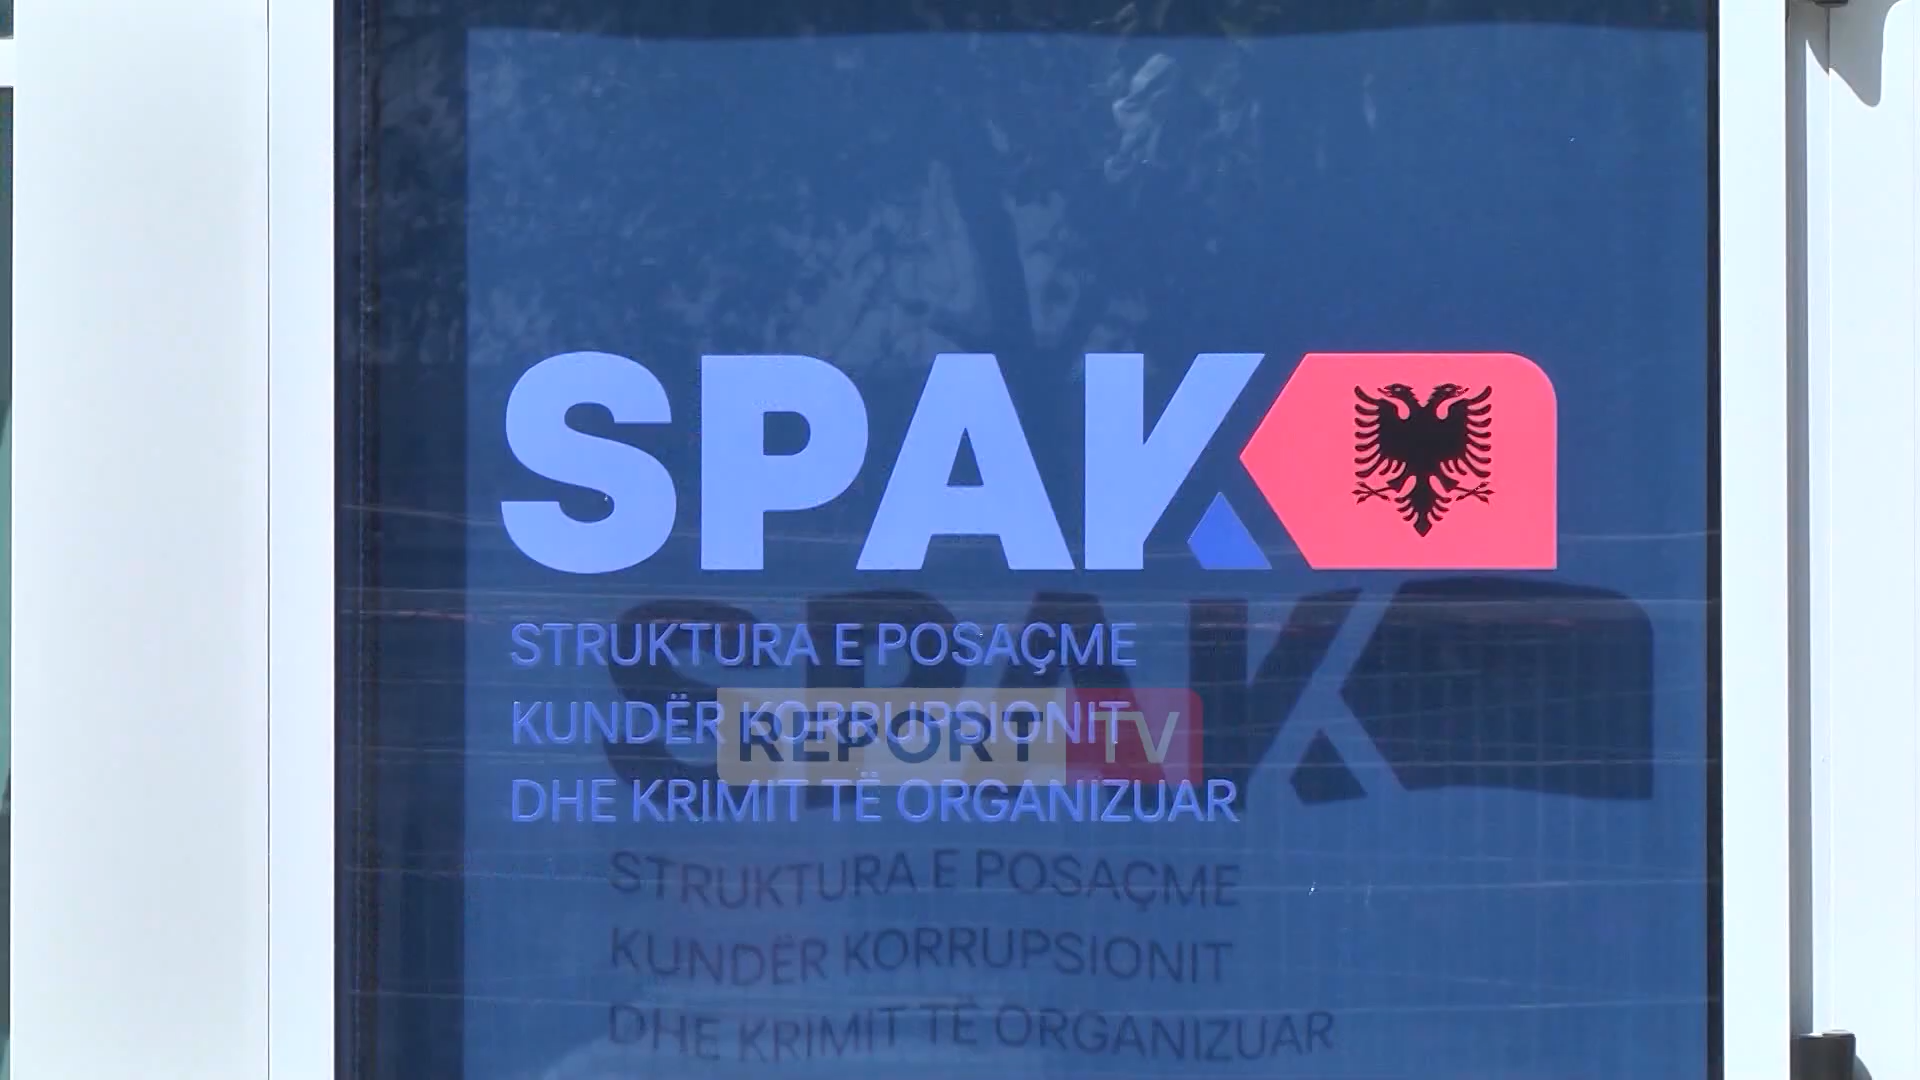 SPAK
STRUKTURA E POSAÇME
KUNDËR KORRUPSIONIT
REPORT TV
DHE KRIMIT TË ORGANIZUAR
SPAK
STRUKTURA E POSAÇME
KUNDËR KORRUPSIONIT
DHE KRIMIT TË ORGANIZUAR